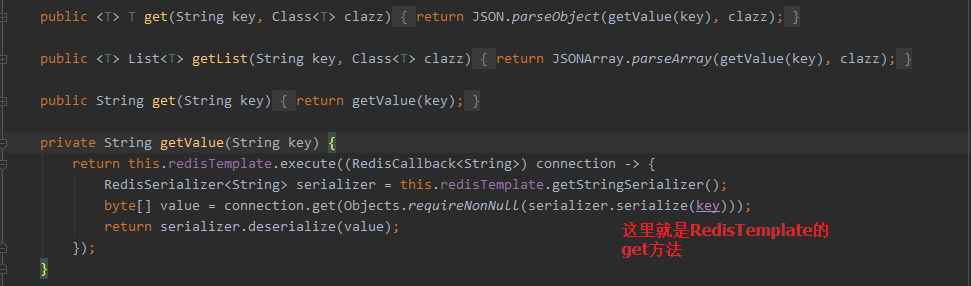 public <T> T get(String key, Class<T> clazz) { return JSON.parseObject(getValue(key), clazz); }
public <T> List<T> getList(String key, Class<T> clazz) { return JSONArray.parseArray(getValue(key), clazz); }
public String get(String key) { return getValue(key); }
private String getValue(String key) {
return this.redisTemplate.execute((RedisCallback<String>) connection -> {
RedisSerializer<String> serializer = this.redisTemplate.getStringSerializer();
byte[] value = connection.get(Objects.requireNonNull(serializer.serialize(key)));
return serializer.deserialize(value);
});
}
这里就是RedisTemplate的
get方法